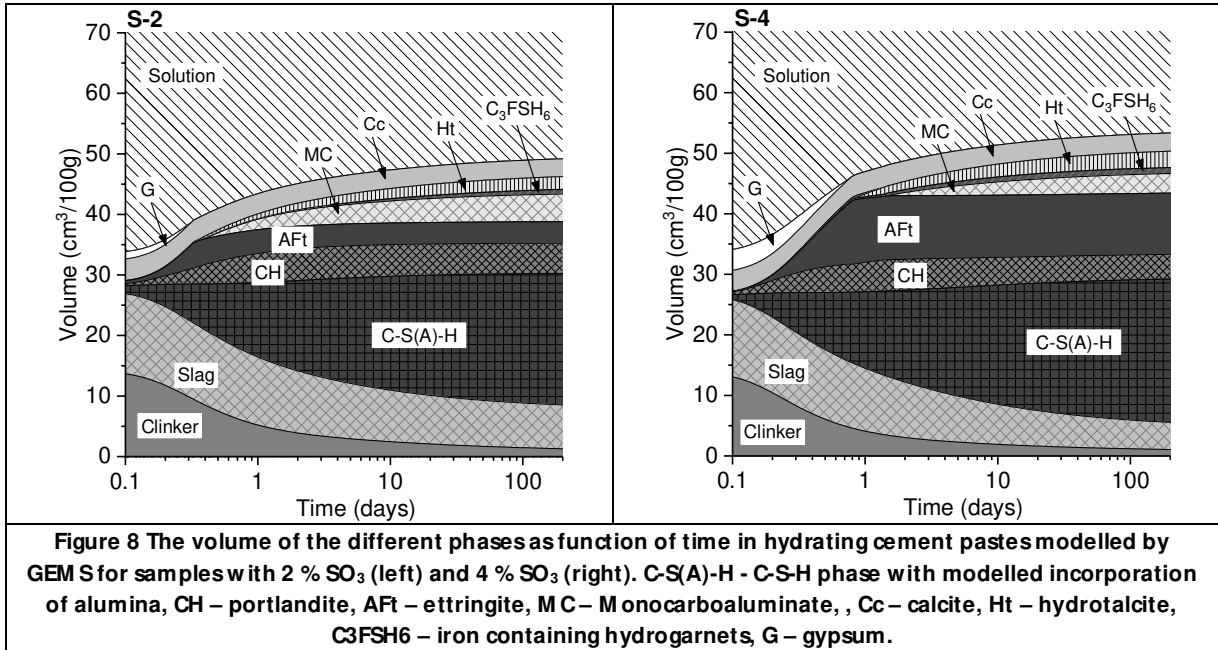 S-2
70
60
50
40
30
20
10
0
Volume (cm³/100g)
Solution
G
MC
Cc
Ht
C₃FSH₆
AFt
CH
C-S(A)-H
Slag
Clinker
0.1
1
10
100
Time (days)
S-4
70
60
50
40
30
20
10
0
Volume (cm³/100g)
Solution
G
MC
Cc
Ht
C₃FSH₆
AFt
CH
C-S(A)-H
Slag
Clinker
0.1
1
10
100
Time (days)
Figure 8 The volume of the different phases as function of time in hydrating cement pastes modelled by
GEMS for samples with 2 % SO₃ (left) and 4 % SO₃ (right). C-S(A)-H - C-S-H phase with modelled incorporation
of alumina, CH – portlandite, AFt – ettringite, MC – Monocarboaluminate, , Cc – calcite, Ht – hydrotalcite,
C3FSH6 – iron containing hydrogarnets, G – gypsum.